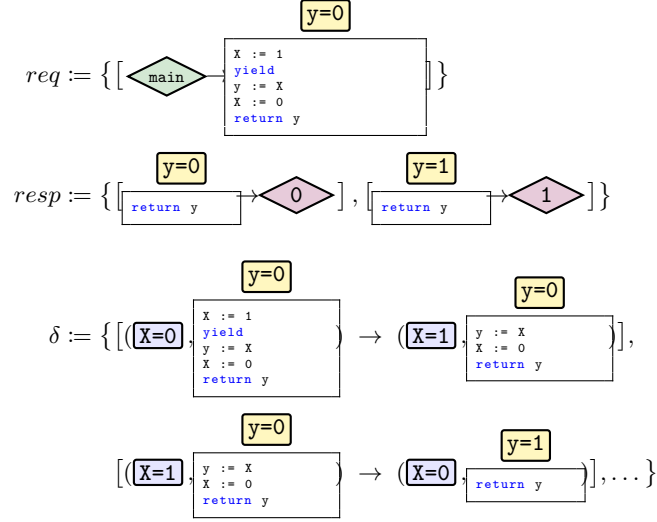 y=0
req := {[ main → X := 1
yield
y := X
X := 0
return y ]}
y=0 y=1
resp := {[ return y → 0 ] , [ return y → 1 ]}
y=0
δ := {[( X=0 , X := 1
yield
y := X
X := 0
return y ) → ( X=1 , y=0
y := X
X := 0
return y )],
y=0
[( X=1 , y := X
X := 0
return y ) → ( X=0 , y=1
return y )], … }